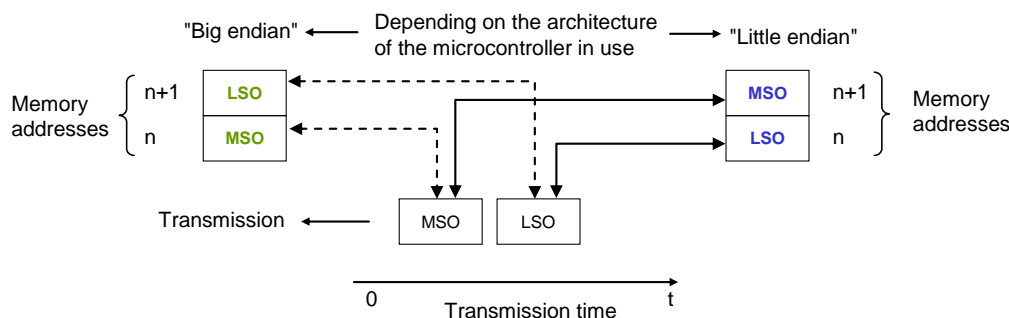 Depending on the architecture
of the microcontroller in use
"Big endian"
"Little endian"
Memory
addresses
n+1
n
LSO
MSO
MSO
LSO
n+1
n
Memory
addresses
Transmission
MSO
LSO
0
t
Transmission time